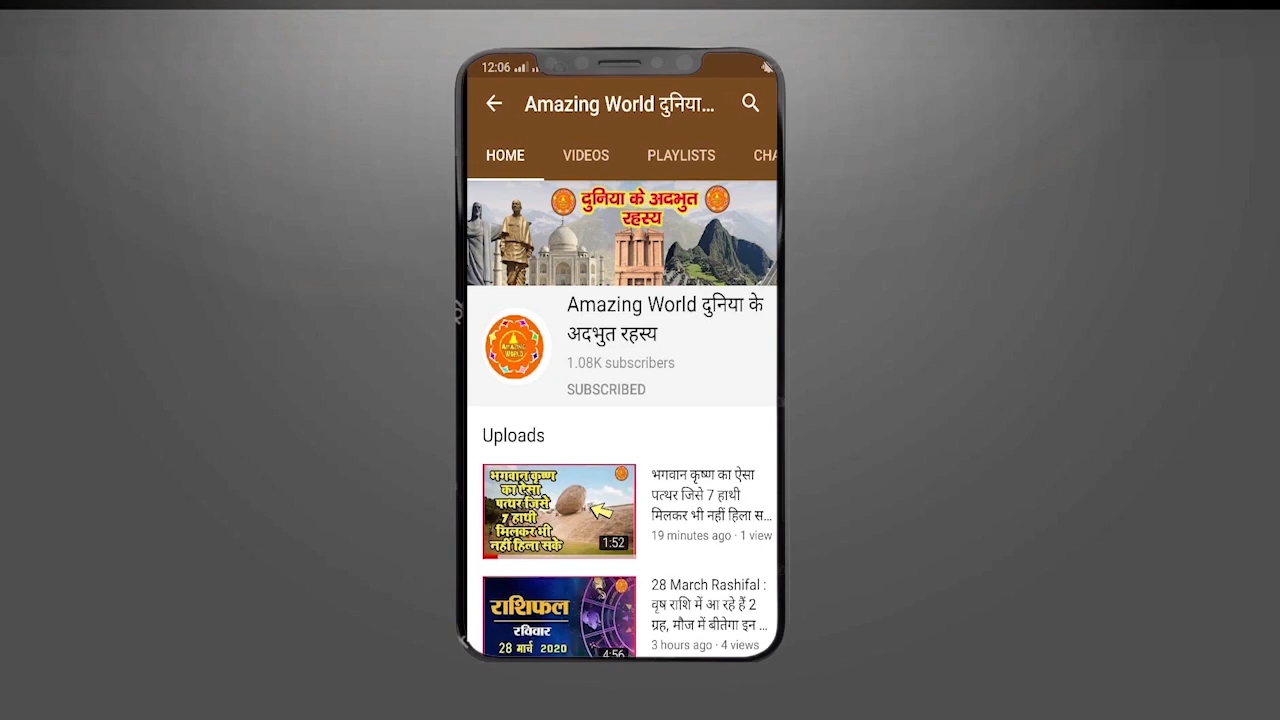 12:06
Amazing World दुनिया...
HOME VIDEOS PLAYLISTS CHA
दुनिया के अदभुत
रहस्य
Amazing World दुनिया के
अदभुत रहस्य
1.08K subscribers
SUBSCRIBED
AMAZING
WORLD
Uploads
भगवान कृष्ण
का ऐसा
पत्थर जिसे
7 हाथी
मिलकर भी
नहीं हिला सके
1:52
भगवान कृष्ण का ऐसा
पत्थर जिसे 7 हाथी
मिलकर भी नहीं हिला स...
19 minutes ago · 1 view
राशिफल
रविवार
28 मार्च 2020
4:56
28 March Rashifal :
वृष राशि में आ रहे हैं 2
ग्रह, मौज में बीतेगा इन ...
3 hours ago · 4 views